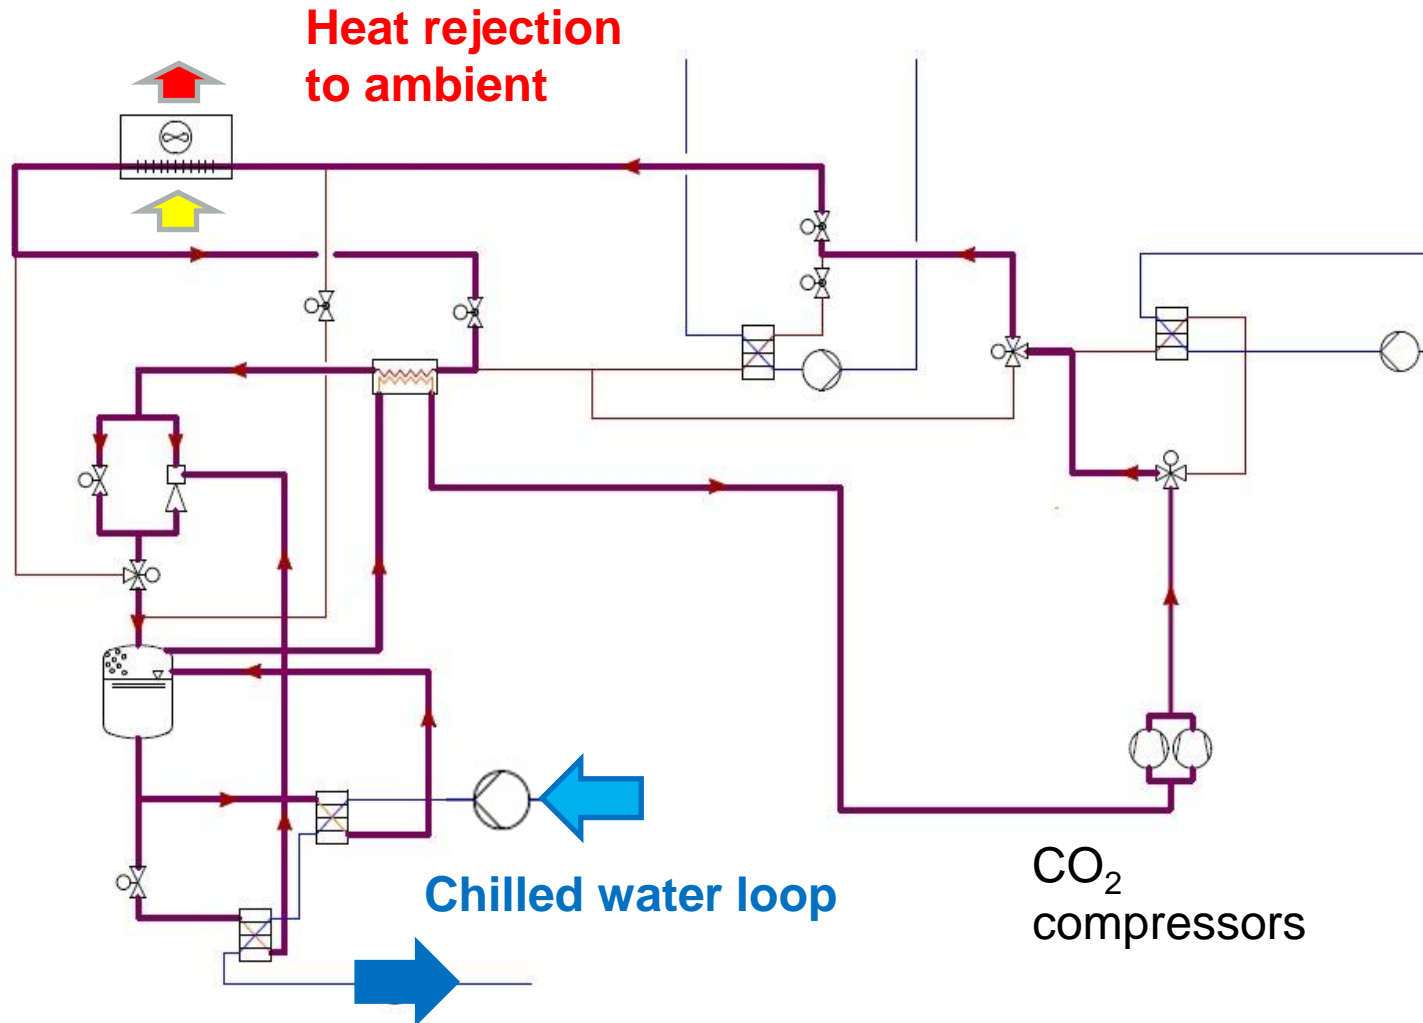 Heat rejection
to ambient
Chilled water loop
CO₂
compressors